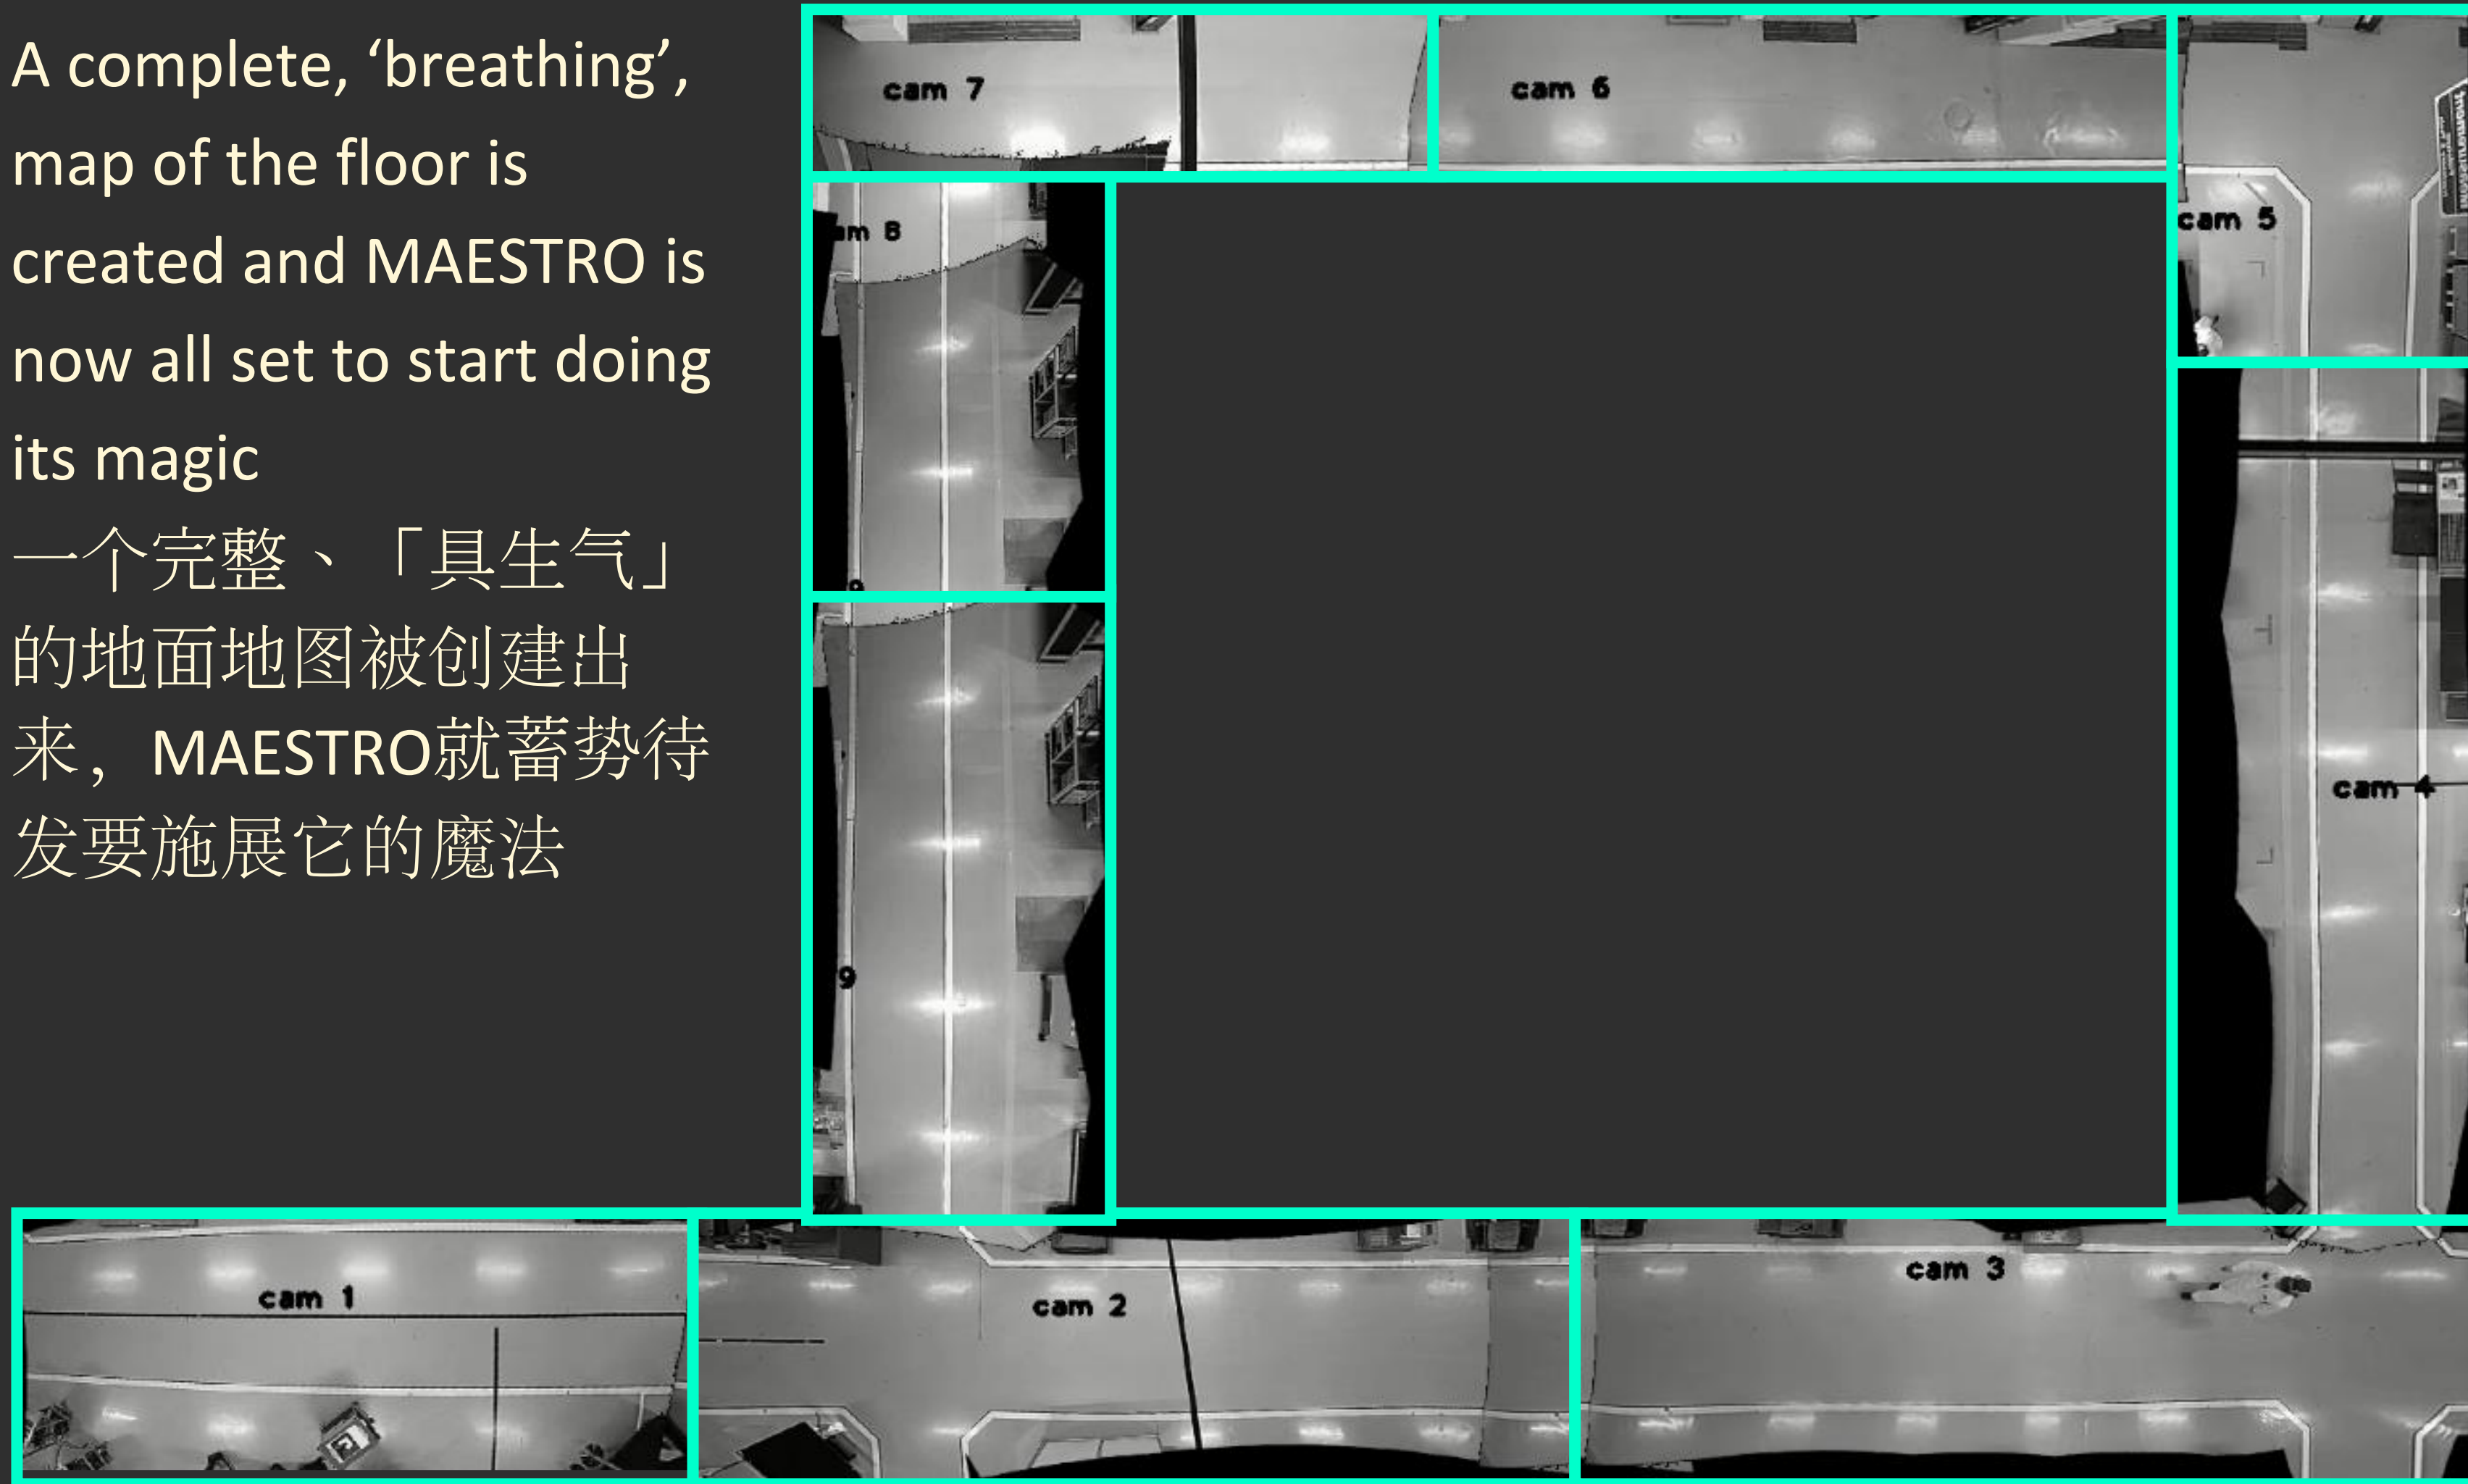 A complete, ‘breathing’,
map of the floor is
created and MAESTRO is
now all set to start doing
its magic
一个完整、「具生气」
的地面地图被创建出
来，MAESTRO就蓄势待
发要施展它的魔法
cam 7
cam 6
cam 5
am 8
cam 4
9
cam 1
cam 2
cam 3